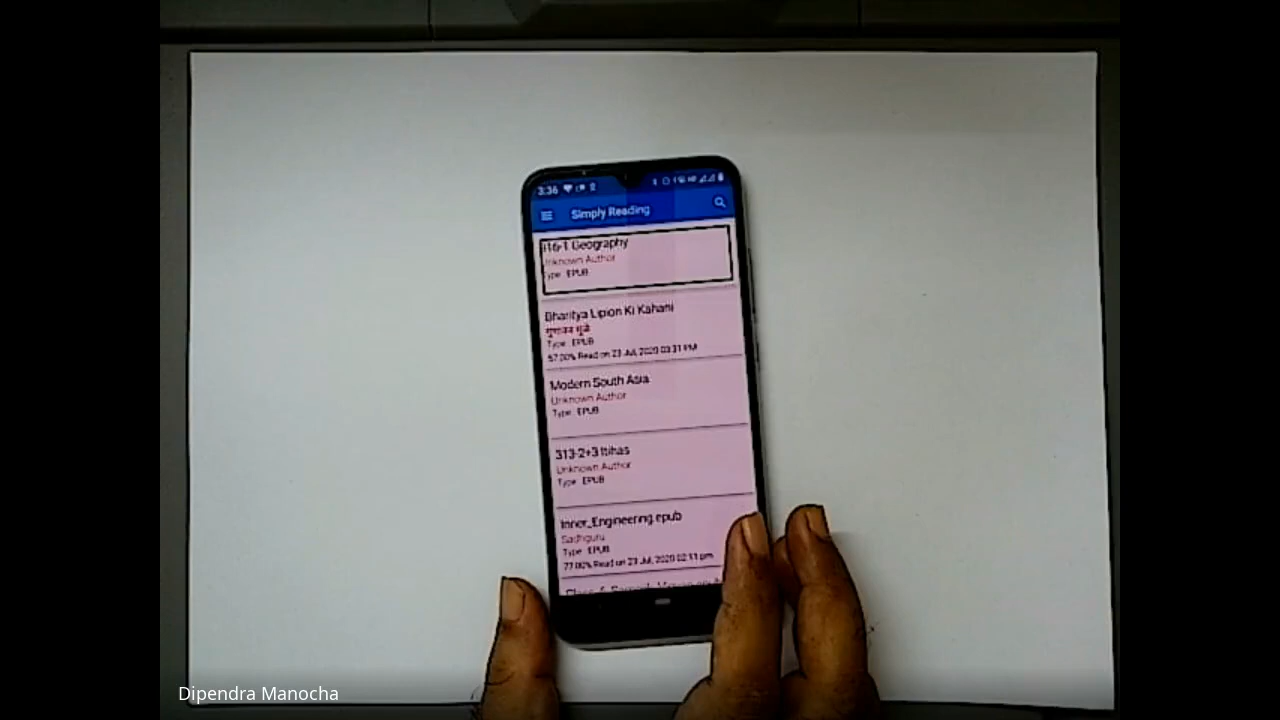 3:36
Simply Reading
316-1 Geography
Unknown Author
Type : EPUB
Bharitya Lipion Ki Kahani
गुणाकर मूळे
Type : EPUB
57.00% Read on 23 Jul, 2020 03:31 PM
Modern South Asia
Unknown Author
Type : EPUB
313-2+3 Itihas
Unknown Author
Type : EPUB
Inner_Engineering.epub
Sadhguru
Type : EPUB
77.00% Read on 23 Jul, 2020 02:11 pm
Dipendra Manocha